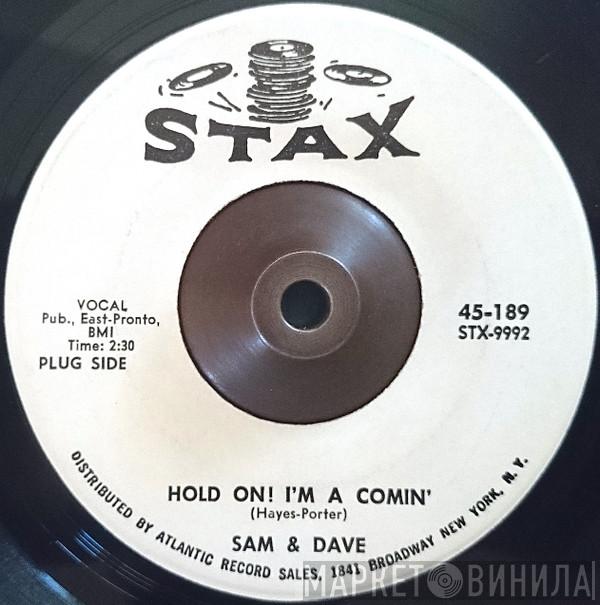 STAX
VOCAL
Pub., East-Pronto,
BMI
Time: 2:30
PLUG SIDE
45-189
STX-9992
HOLD ON! I'M A COMIN'
(Hayes-Porter)
SAM & DAVE
DISTRIBUTED BY ATLANTIC RECORD SALES, 1841 BROADWAY NEW YORK, N. Y.
МАРКЕТ ВИНИЛА